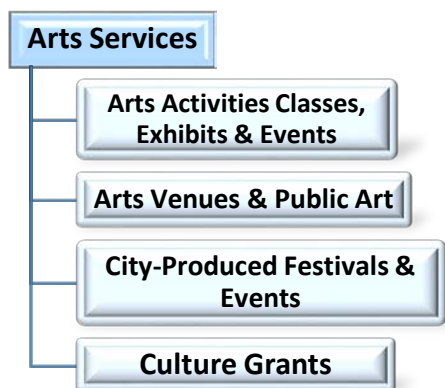 Arts Services
Arts Activities Classes,
Exhibits & Events
Arts Venues & Public Art
City-Produced Festivals &
Events
Culture Grants